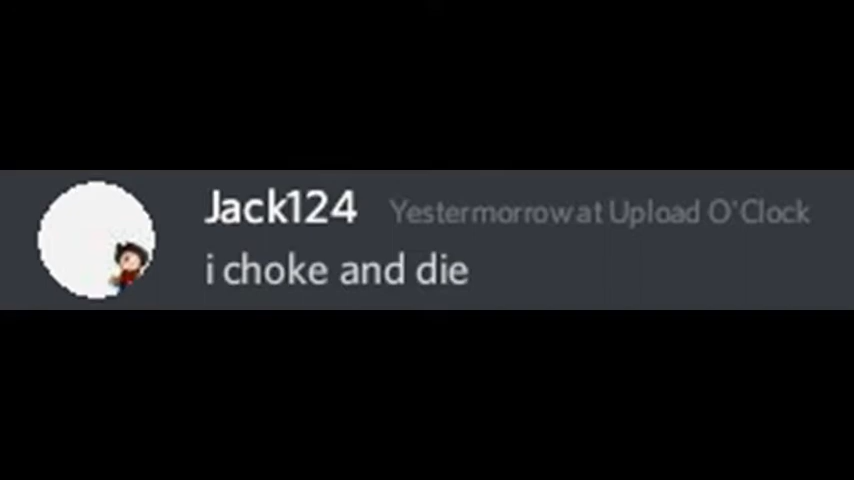 Jack124 Yestermorrow at Upload O'Clock
i choke and die